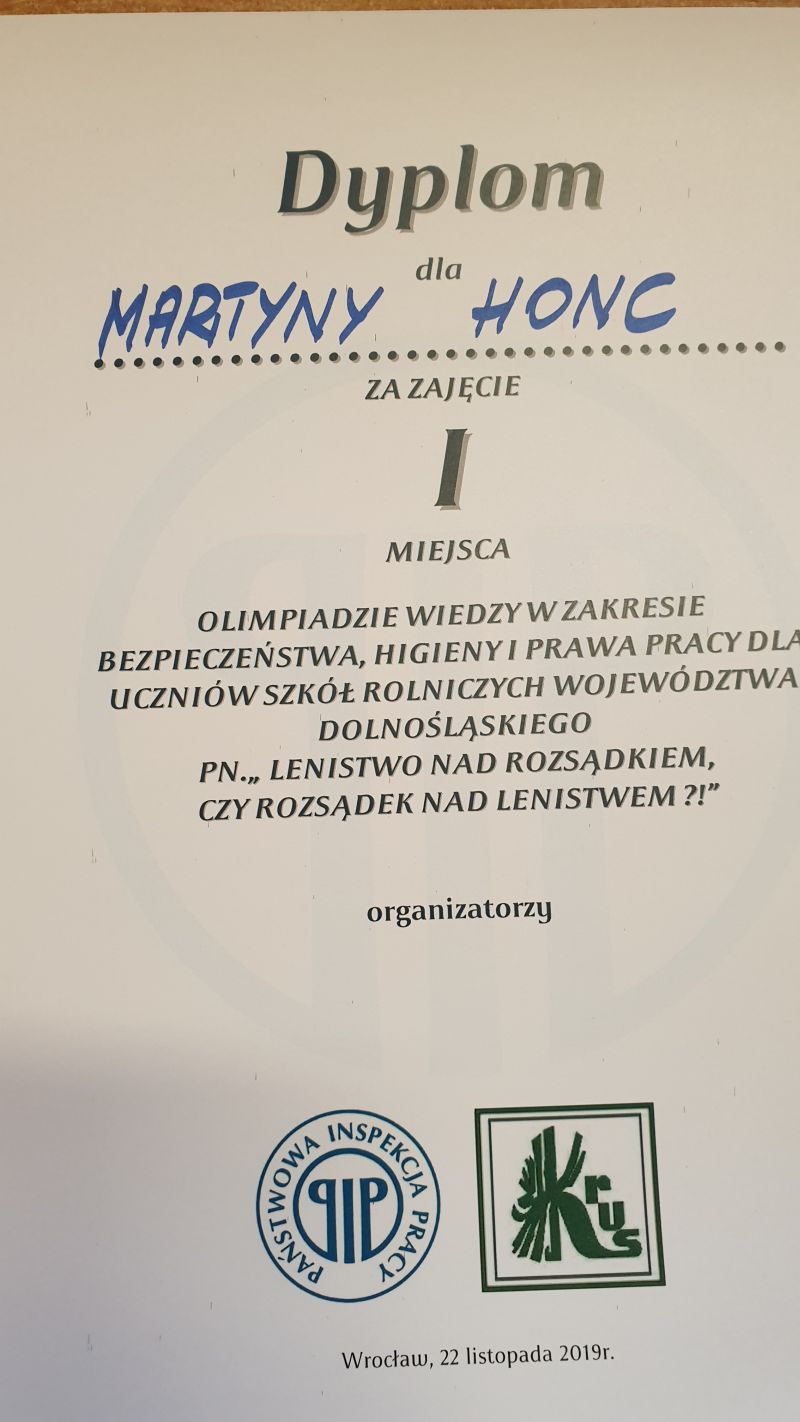 Dyplom
dla
MARTYNY HONC
ZA ZAJĘCIE
I
MIEJSCA
OLIMPIADZIE WIEDZY W ZAKRESIE
BEZPIECZEŃSTWA, HIGIENY I PRAWA PRACY DLA
UCZNIÓW SZKÓŁ ROLNICZYCH WOJEWÓDZTWA
DOLNOŚLĄSKIEGO
PN.„ LENISTWO NAD ROZSĄDKIEM,
CZY ROZSĄDEK NAD LENISTWEM ?!”
organizatorzy
PAŃSTWOWA INSPEKCJA PRACY
PIP
Krus
Wrocław, 22 listopada 2019r.